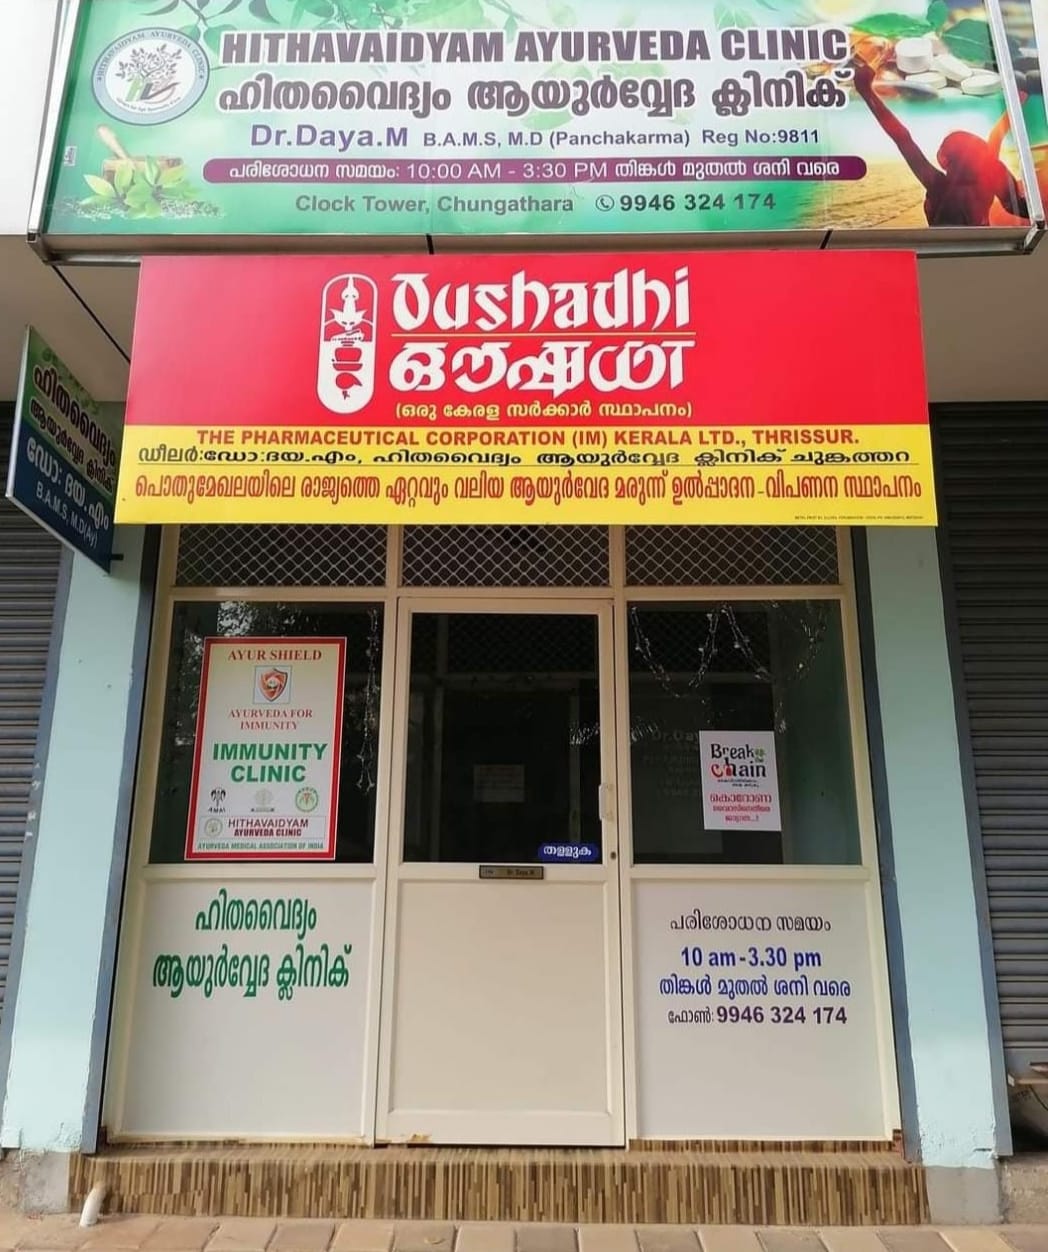 HITHAVAIDYAM AYURVEDA CLINIC
ഹിതവൈദ്യം ആയുർവ്വേദ ക്ലിനിക്
Dr.Daya.M B.A.M.S, M.D (Panchakarma) Reg No:9811
പരിശോധന സമയം: 10:00 AM - 3:30 PM തിങ്കൾ മുതൽ ശനി വരെ
Clock Tower, Chungathara 9946 324 174
Oushadhi
ഔഷധി
(ഒരു കേരള സർക്കാർ സ്ഥാപനം)
THE PHARMACEUTICAL CORPORATION (IM) KERALA LTD., THRISSUR.
ഡീലർ:ഡോ:ദയ.എം, ഹിതവൈദ്യം ആയുർവ്വേദ ക്ലിനിക് ചുങ്കത്തറ
പൊതുമേഖലയിലെ രാജ്യത്തെ ഏറ്റവും വലിയ ആയുർവേദ മരുന്ന് ഉൽപ്പാദന-വിപണന സ്ഥാപനം
ഹിതവൈദ്യം
ആയുർവ്വേദ ക്ലിനിക്
ഡോ: ദയ.എം
B.A.M.S, M.D(Ay)
AYUR SHIELD
AYURVEDA FOR
IMMUNITY
IMMUNITY
CLINIC
HITHAVAIDYAM
AYURVEDA CLINIC
AYURVEDA MEDICAL ASSOCIATION OF INDIA
Break
the
chain
കൊറോണ
വൈറസിനെതിരെ
ജാഗ്രത...!
തള്ളുക
Dr. Daya.M
ഹിതവൈദ്യം
ആയുർവ്വേദ ക്ലിനിക്
പരിശോധന സമയം
10 am-3.30 pm
തിങ്കൾ മുതൽ ശനി വരെ
ഫോൺ: 9946 324 174